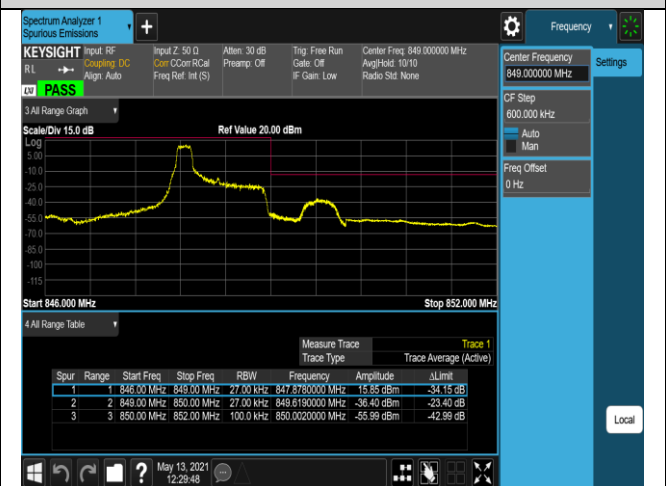 Spectrum Analyzer 1
Spurious Emissions
Frequency
KEYSIGHT Input: RF Input Z: 50 Ω Atten: 30 dB Trig: Free Run Center Freq: 849.000000 MHz
RL Coupling: DC Corr CCorr RCal Preamp: Off Gate: Off Avg|Hold: 10/10
Align: Auto Freq Ref: Int (S) IF Gain: Low Radio Std: None
LXI PASS
Center Frequency
849.000000 MHz
Settings
CF Step
600.000 kHz
Auto
Man
Freq Offset
0 Hz
3 All Range Graph
Scale/Div 15.0 dB Ref Value 20.00 dBm
Log
5.00
-10.0
-25.0
-40.0
-55.0
-70.0
-85.0
-100
-115
Start 846.000 MHz Stop 852.000 MHz
4 All Range Table
Measure Trace Trace 1
Trace Type Trace Average (Active)
Spur Range Start Freq Stop Freq RBW Frequency Amplitude ΔLimit
1 1 846.00 MHz 849.00 MHz 27.00 kHz 847.8780000 MHz 15.85 dBm -34.15 dB
2 2 849.00 MHz 850.00 MHz 27.00 kHz 849.6190000 MHz -36.40 dBm -23.40 dB
3 3 850.00 MHz 852.00 MHz 100.0 kHz 850.0020000 MHz -55.99 dBm -42.99 dB
Local
May 13, 2021
12:29:48